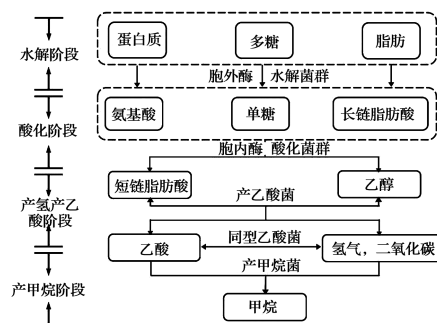 蛋白质
多糖
脂肪
水解阶段
胞外酶
水解菌群
氨基酸
单糖
长链脂肪酸
酸化阶段
胞内酶 酸化菌群
短链脂肪酸
乙醇
产氢产乙
酸阶段
产乙酸菌
乙酸
同型乙酸菌
氢气，二氧化碳
产甲烷菌
产甲烷阶段
甲烷